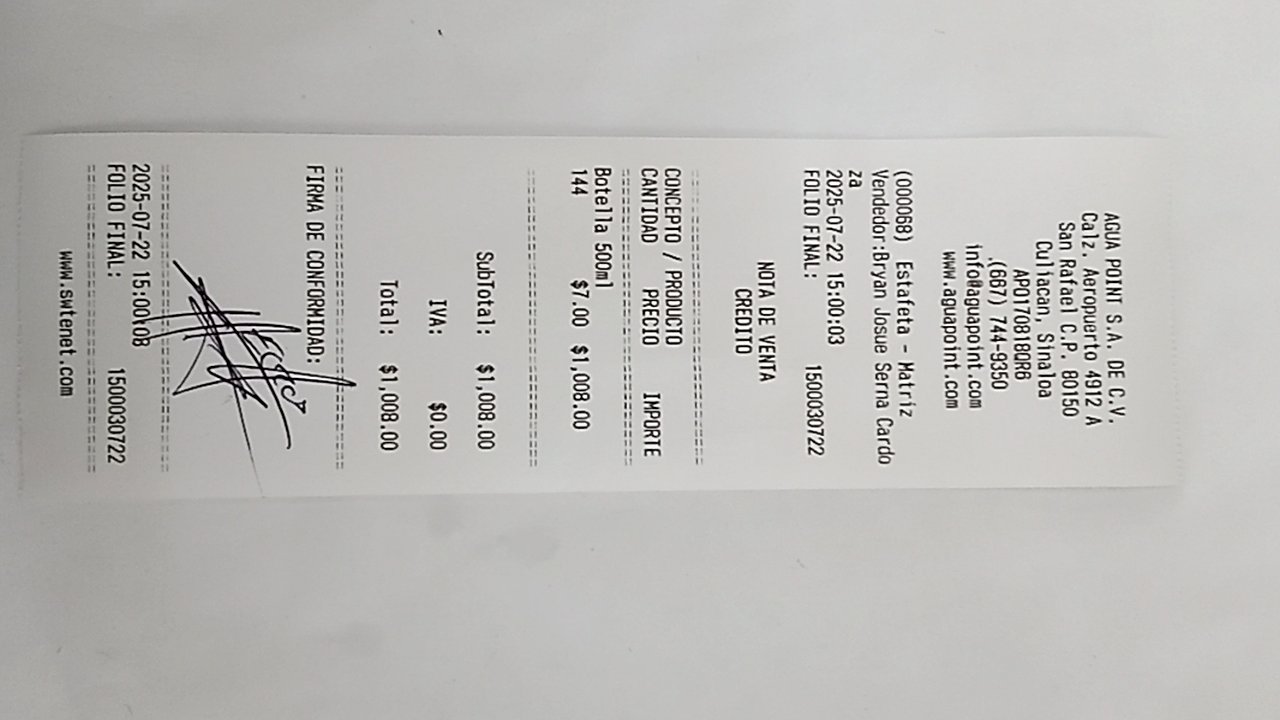 AGUA POINT S.A. DE C.V.
Calz. Aeropuerto 4912 A
San Rafael C.P. 80150
Culiacan, Sinaloa
APO170818QR6
.(667) 744-9350
info@aguapoint.com
www.aguapoint.com
(000068) Estafeta - Matriz
Vendedor:Bryan Josue Serna Cardo
za
2025-07-22 15:00:03
FOLIO FINAL: 1500030722
NOTA DE VENTA
CREDITO
CONCEPTO / PRODUCTO
CANTIDAD PRECIO IMPORTE
Botella 500ml
144 $7.00 $1,008.00
SubTotal: $1,008.00
IVA: $0.00
Total: $1,008.00
FIRMA DE CONFORMIDAD:
2025-07-22 15:00:08
FOLIO FINAL: 1500030722
www.swtenet.com